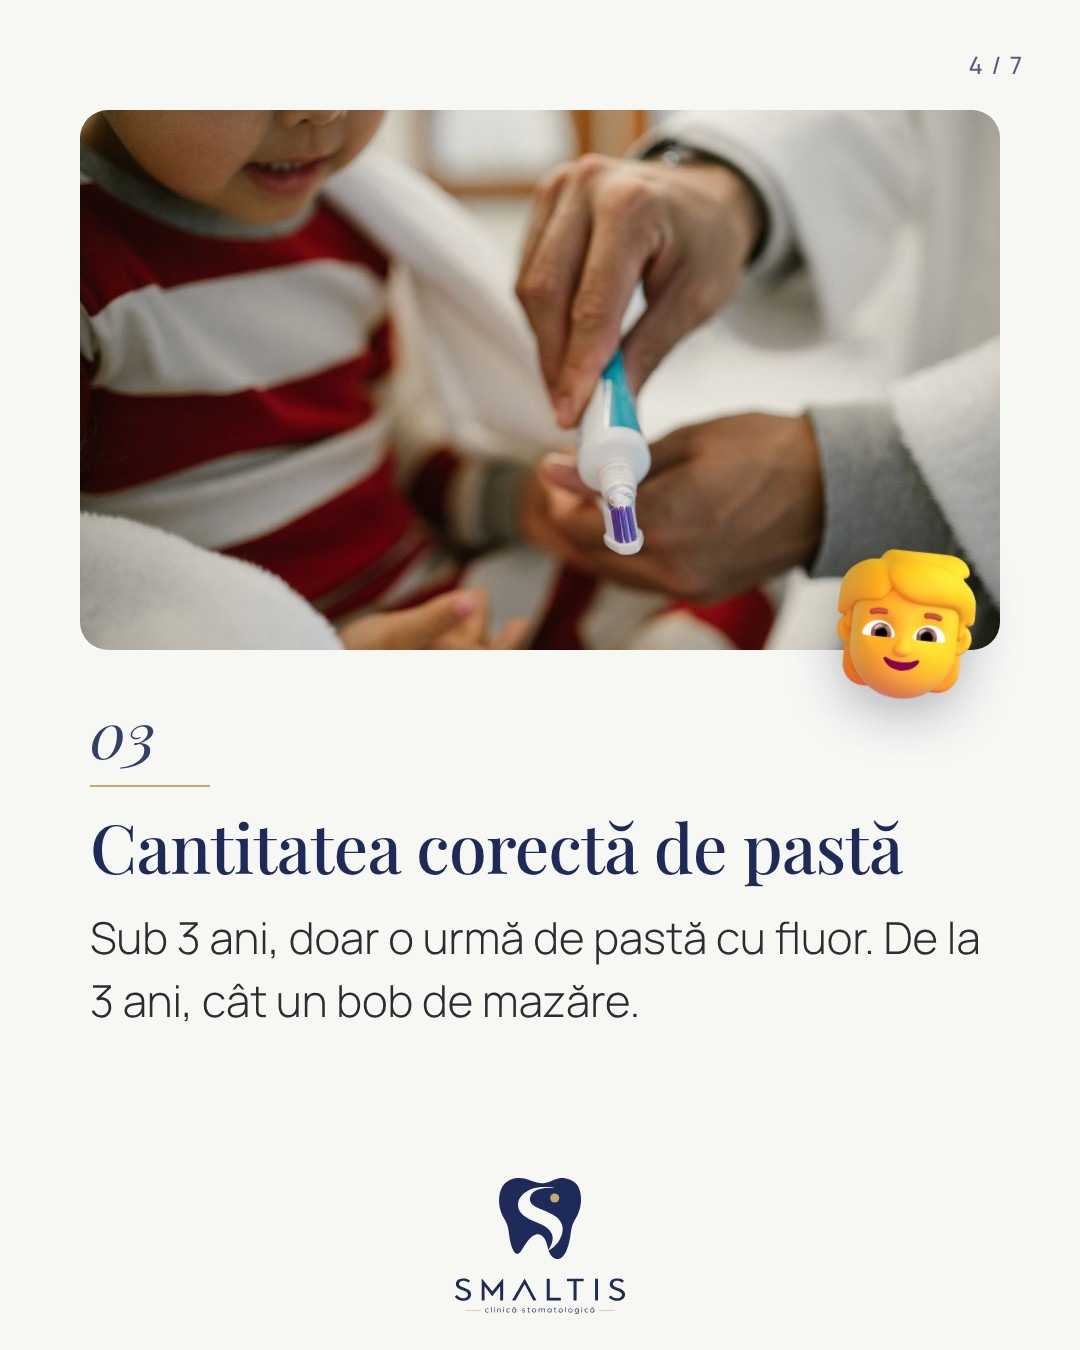 4 / 7
03
Cantitatea corectă de pastă
Sub 3 ani, doar o urmă de pastă cu fluor. De la
3 ani, cât un bob de mazăre.
SMALTIS
clinică stomatologică